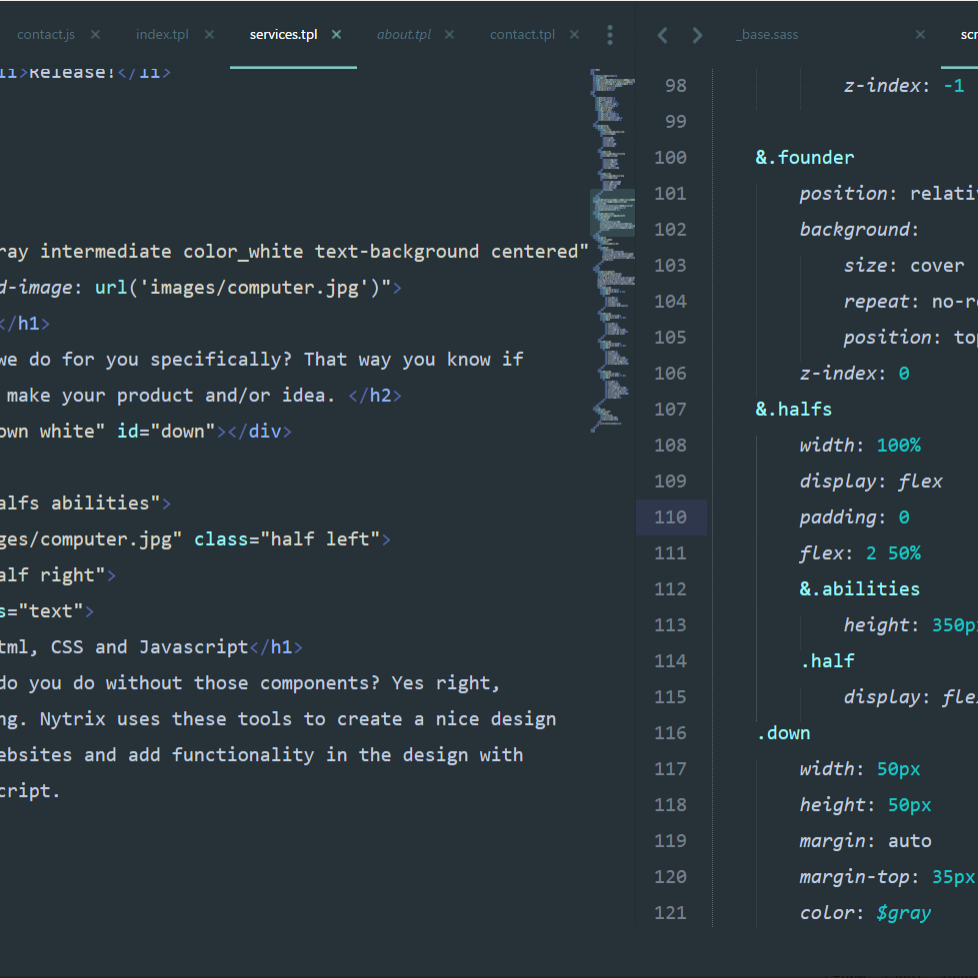 contact.js × index.tpl × services.tpl × about.tpl × contact.tpl ×
li>Release!</li>
ray intermediate color_white text-background centered"
d-image: url('images/computer.jpg')">
</h1>
we do for you specifically? That way you know if
make your product and/or idea. </h2>
own white" id="down"></div>
alfs abilities">
ges/computer.jpg" class="half left">
alf right">
s="text">
tml, CSS and Javascript</h1>
do you do without those components? Yes right,
ng. Nytrix uses these tools to create a nice design
ebsites and add functionality in the design with
cript.
_base.sass × scr
98 z-index: -1
99
100 &.founder
101 position: relati
102 background:
103 size: cover
104 repeat: no-re
105 position: top
106 z-index: 0
107 &.halfs
108 width: 100%
109 display: flex
110 padding: 0
111 flex: 2 50%
112 &.abilities
113 height: 350p
114 .half
115 display: fle
116 .down
117 width: 50px
118 height: 50px
119 margin: auto
120 margin-top: 35px
121 color: $gray